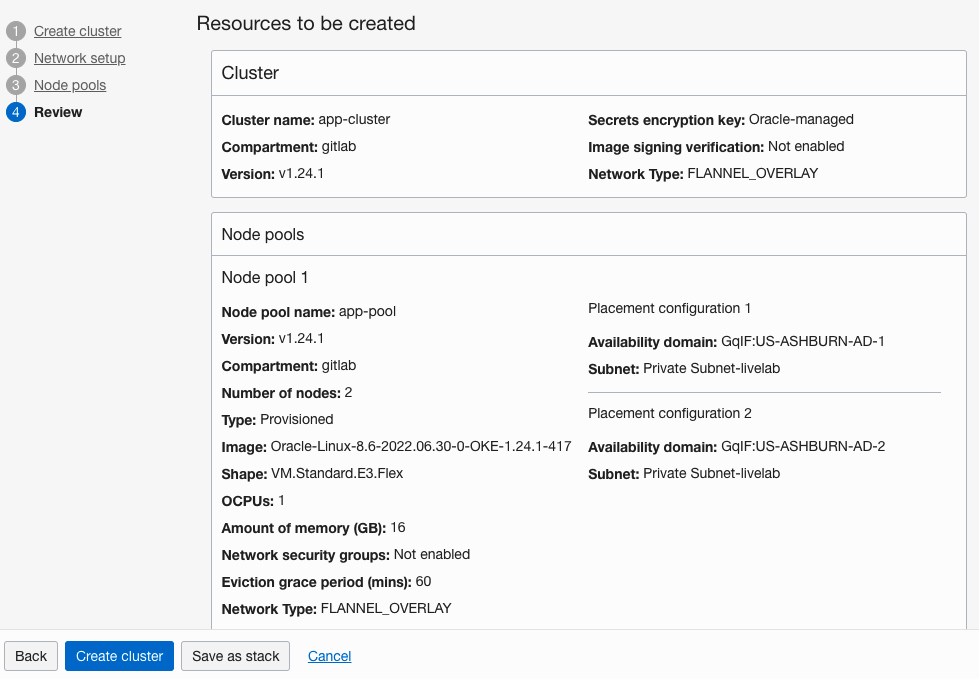 1 Create cluster
2 Network setup
3 Node pools
4 Review
Resources to be created
Cluster
Cluster name: app-cluster
Compartment: gitlab
Version: v1.24.1
Secrets encryption key: Oracle-managed
Image signing verification: Not enabled
Network Type: FLANNEL_OVERLAY
Node pools
Node pool 1
Node pool name: app-pool
Version: v1.24.1
Compartment: gitlab
Number of nodes: 2
Type: Provisioned
Image: Oracle-Linux-8.6-2022.06.30-0-OKE-1.24.1-417
Shape: VM.Standard.E3.Flex
OCPUs: 1
Amount of memory (GB): 16
Network security groups: Not enabled
Eviction grace period (mins): 60
Network Type: FLANNEL_OVERLAY
Placement configuration 1
Availability domain: GqIF:US-ASHBURN-AD-1
Subnet: Private Subnet-livelab
Placement configuration 2
Availability domain: GqIF:US-ASHBURN-AD-2
Subnet: Private Subnet-livelab
Back
Create cluster
Save as stack
Cancel